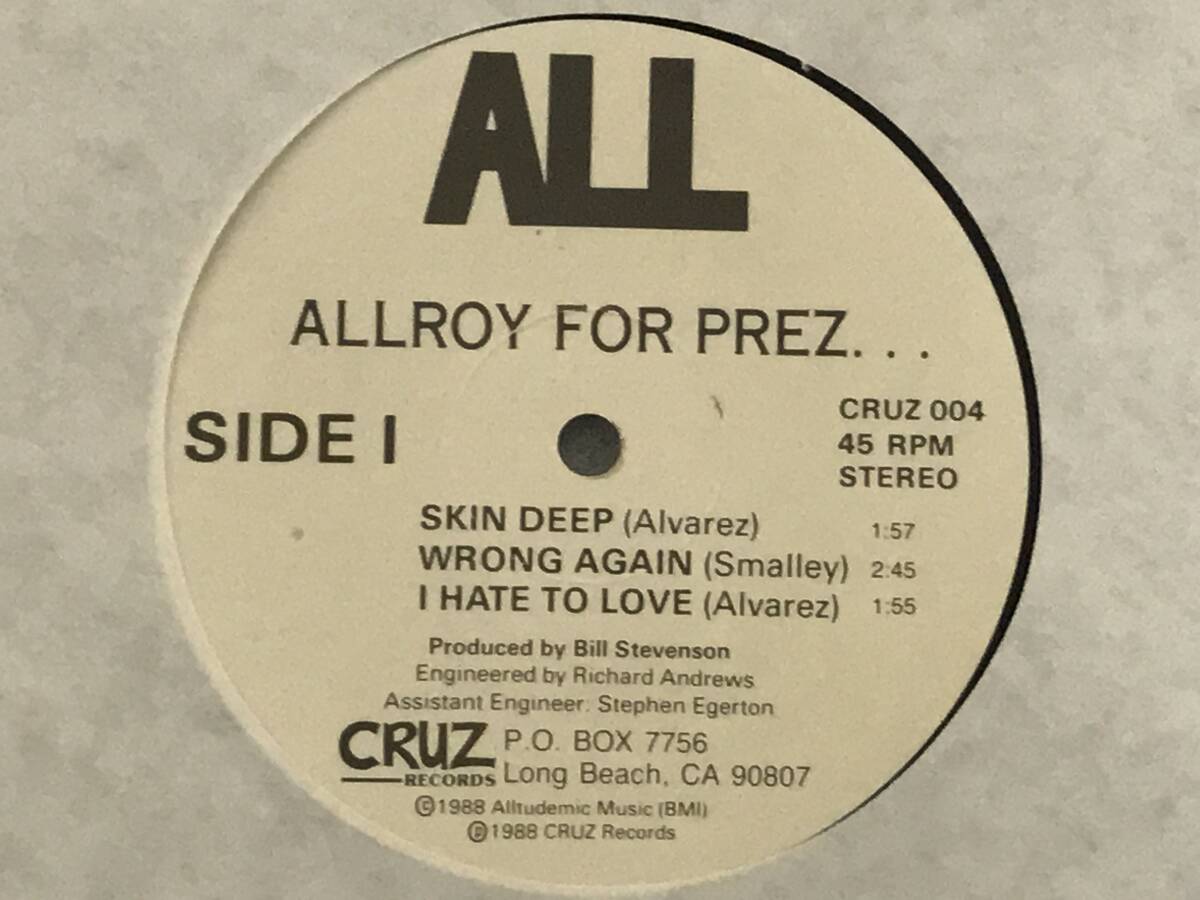 ALL
ALLROY FOR PREZ. . .
SIDE I
CRUZ 004
45 RPM
STEREO
SKIN DEEP (Alvarez) 1:57
WRONG AGAIN (Smalley) 2:45
I HATE TO LOVE (Alvarez) 1:55
Produced by Bill Stevenson
Engineered by Richard Andrews
Assistant Engineer: Stephen Egerton
CRUZ RECORDS
P.O. BOX 7756
Long Beach, CA 90807
©1988 Alltudemic Music (BMI)
℗1988 CRUZ Records